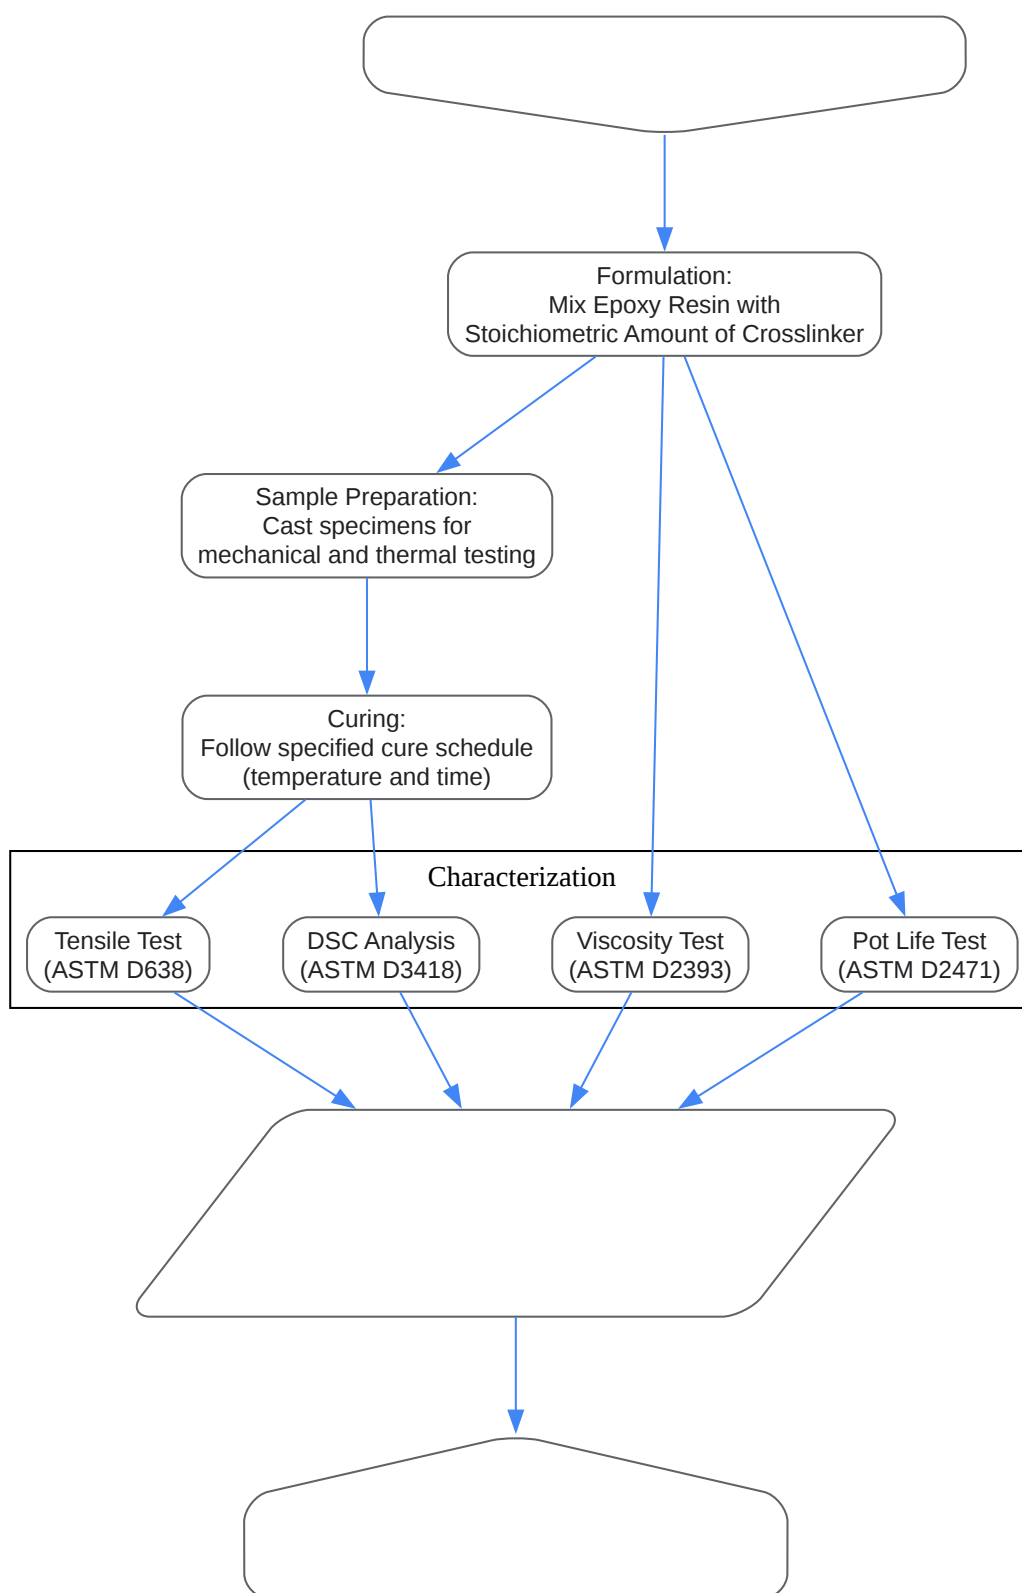 Formulation:
Mix Epoxy Resin with
Stoichiometric Amount of Crosslinker
Sample Preparation:
Cast specimens for
mechanical and thermal testing
Curing:
Follow specified cure schedule
(temperature and time)
Characterization
Tensile Test
(ASTM D638)
DSC Analysis
(ASTM D3418)
Viscosity Test
(ASTM D2393)
Pot Life Test
(ASTM D2471)